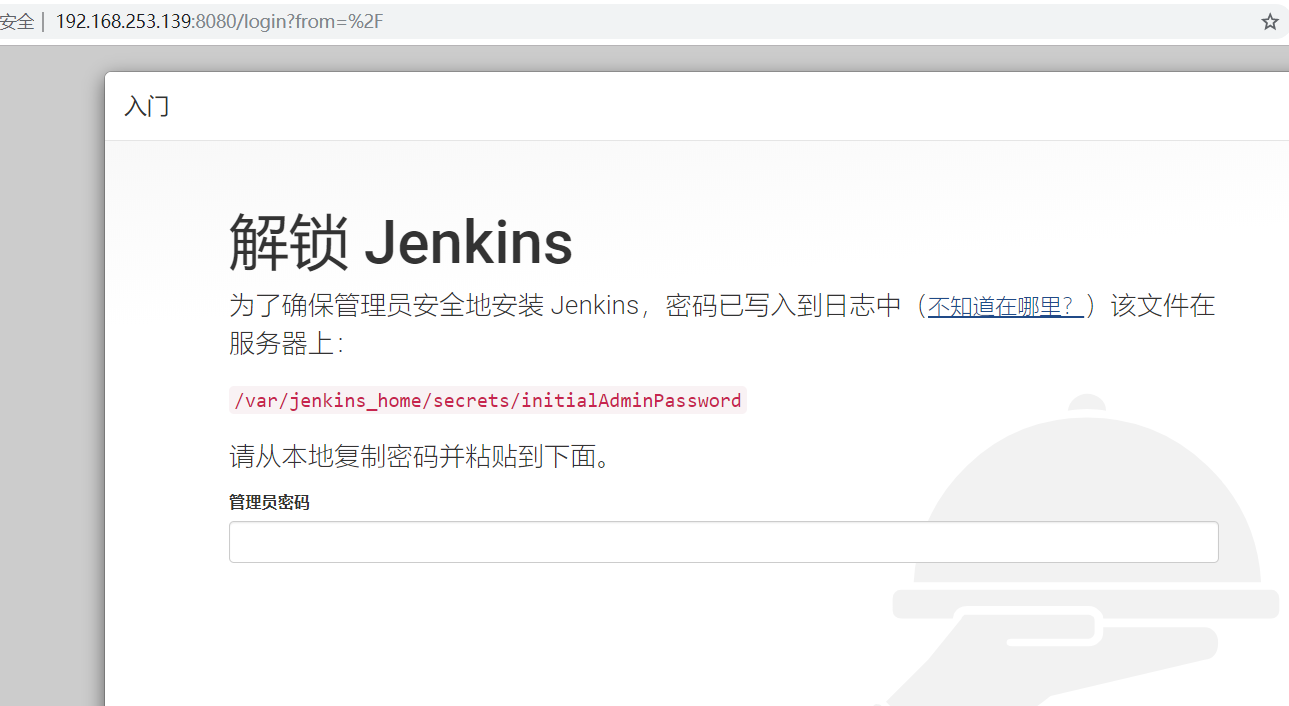 安全 | 192.168.253.139:8080/login?from=%2F
入门
解锁 Jenkins
为了确保管理员安全地安装 Jenkins，密码已写入到日志中（不知道在哪里？）该文件在
服务器上：
/var/jenkins_home/secrets/initialAdminPassword
请从本地复制密码并粘贴到下面。
管理员密码